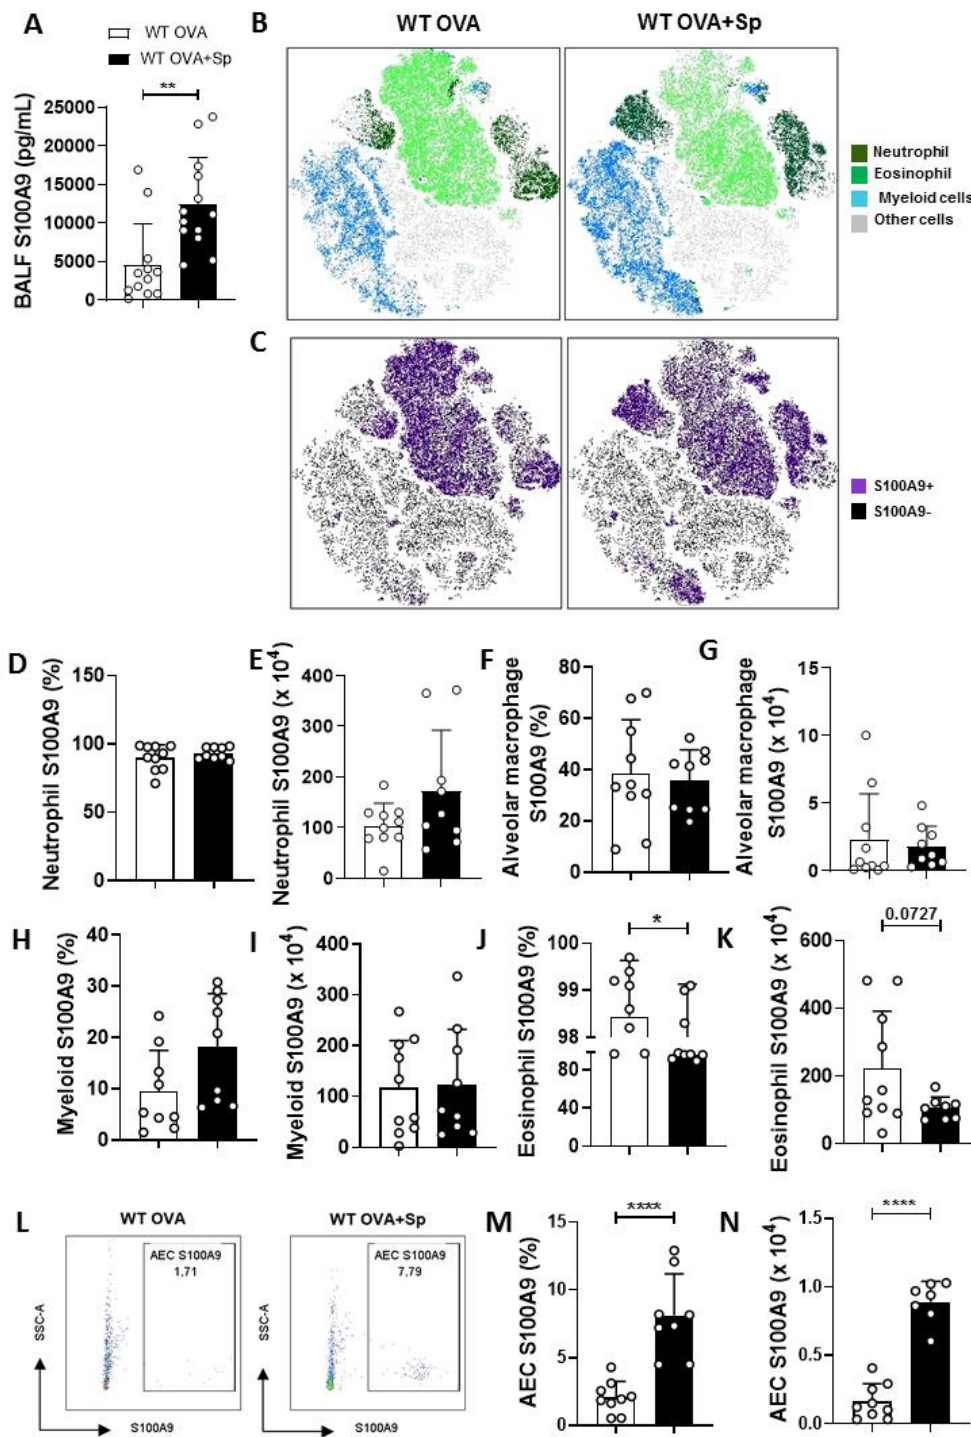 A
WT OVA
WT OVA+Sp
**
25000
20000
15000
10000
5000
0
BALF S100A9 (pg/mL)
B
WT OVA
WT OVA+Sp
Neutrophil
Eosinophil
Myeloid cells
Other cells
C
S100A9+
S100A9-
D
150
100
50
0
Neutrophil S100A9 (%)
E
400
300
200
100
0
Neutrophil S100A9 (x 10⁴)
F
80
60
40
20
0
Alveolar macrophage
S100A9 (%)
G
15
10
5
0
Alveolar macrophage
S100A9 (x 10⁴)
H
40
30
20
10
0
Myeloid S100A9 (%)
I
400
300
200
100
0
Myeloid S100A9 (x 10⁴)
J
*
100
99
98
80
40
0
Eosinophil S100A9 (%)
K
0.0727
600
400
200
0
Eosinophil S100A9 (x 10⁴)
L
WT OVA
AEC S100A9
1,71
SSC-A
S100A9
WT OVA+Sp
AEC S100A9
7,79
SSC-A
S100A9
M
****
15
10
5
0
AEC S100A9 (%)
N
****
1.5
1.0
0.5
0.0
AEC S100A9 (x 10⁴)